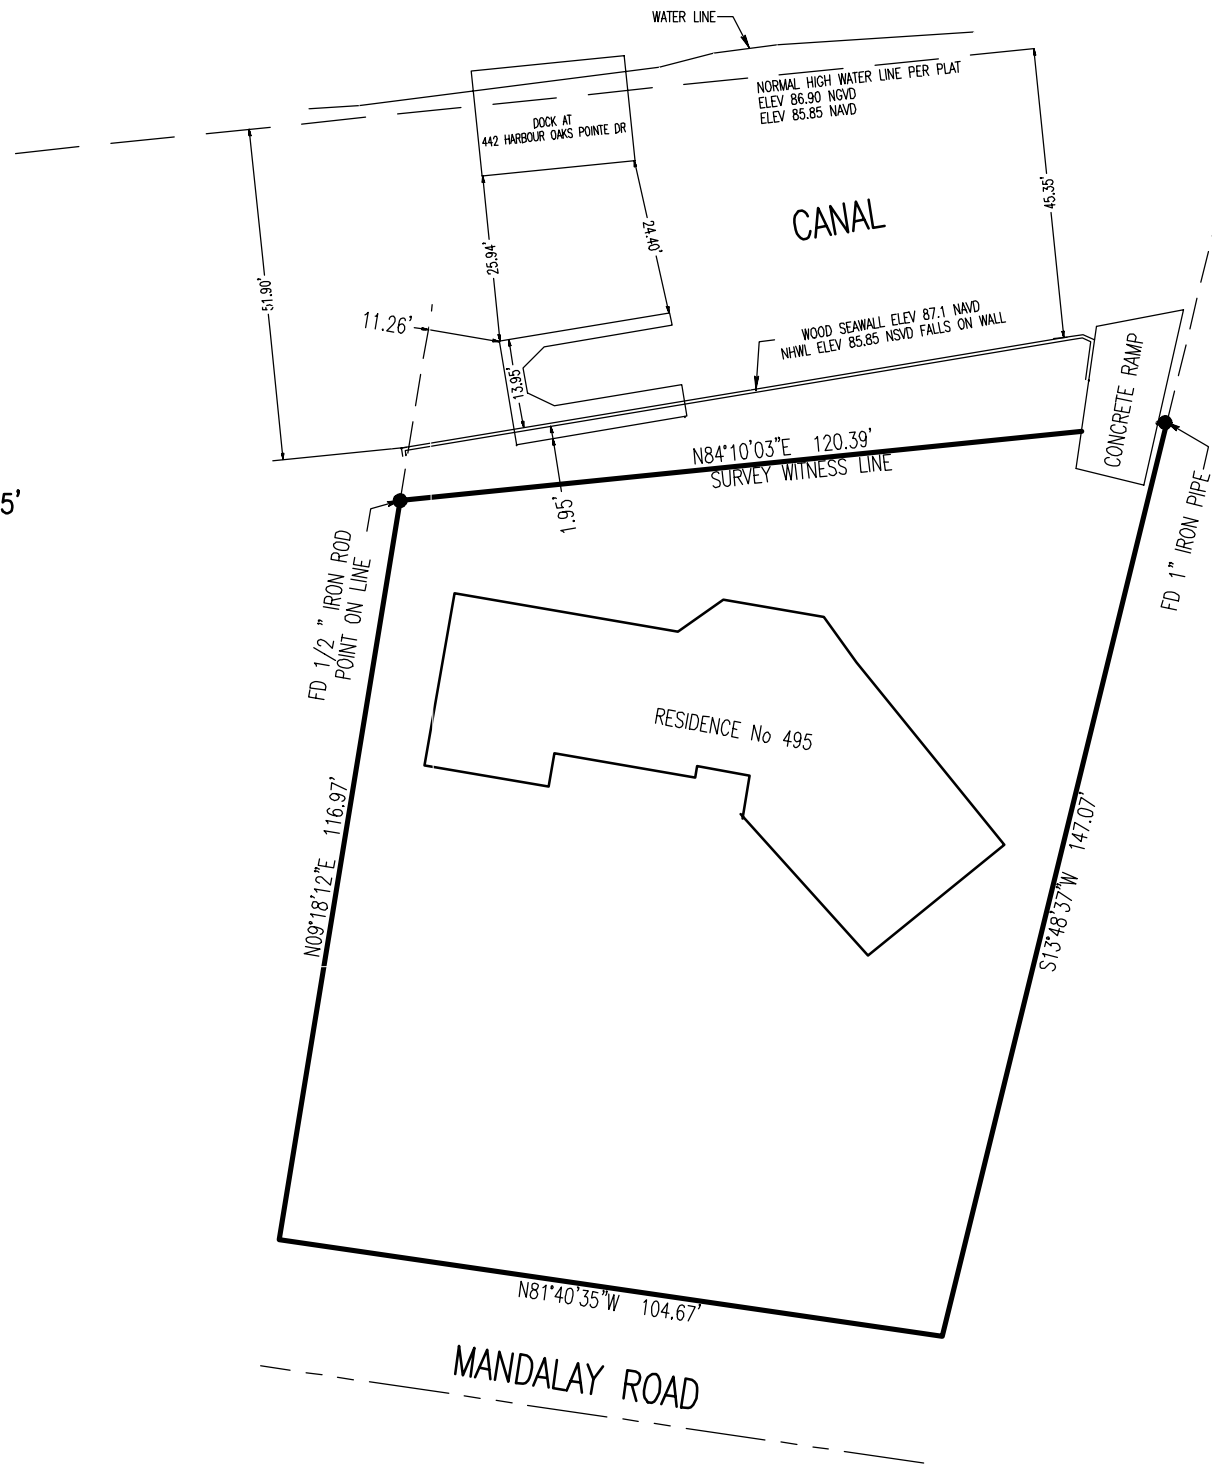 WATER LINE
NORMAL HIGH WATER LINE PER PLAT
ELEV 86.90 NGVD
ELEV 85.85 NAVD
DOCK AT
442 HARBOUR OAKS POINTE DR
CANAL
45.35'
24.40'
25.94'
51.90'
11.26'
WOOD SEAWALL ELEV 87.1 NAVD
NHWL ELEV 85.85 NSVD FALLS ON WALL
CONCRETE RAMP
13.95'
N84°10'03"E 120.39'
SURVEY WITNESS LINE
5'
1.95'
FD 1" IRON PIPE
FD 1/2 " IRON ROD
POINT ON LINE
RESIDENCE No 495
N09°18'12"E 116.97'
S13°48'37"W 147.07'
N81°40'35"W 104.67'
MANDALAY ROAD